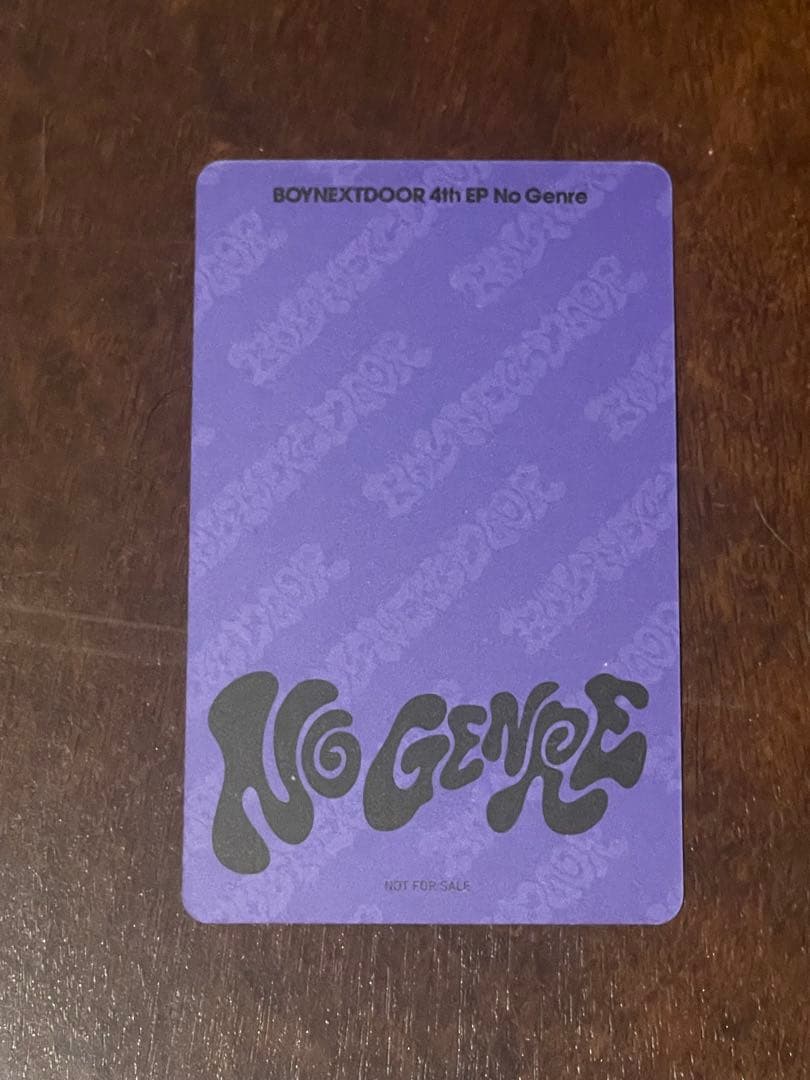 BOYNEXTDOOR 4th EP No Genre
NO GENRE
NOT FOR SALE